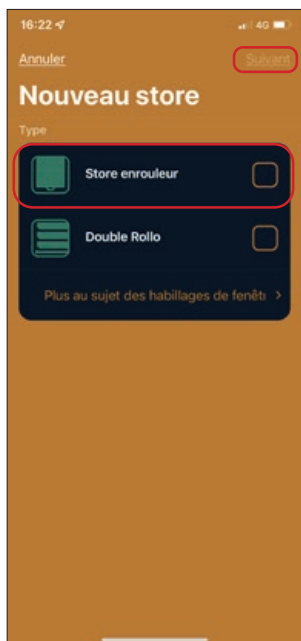 16:22 4G
Annuler Suivant
Nouveau store
Type
Store enrouleur
Double Rollo
Plus au sujet des habillages de fenêt